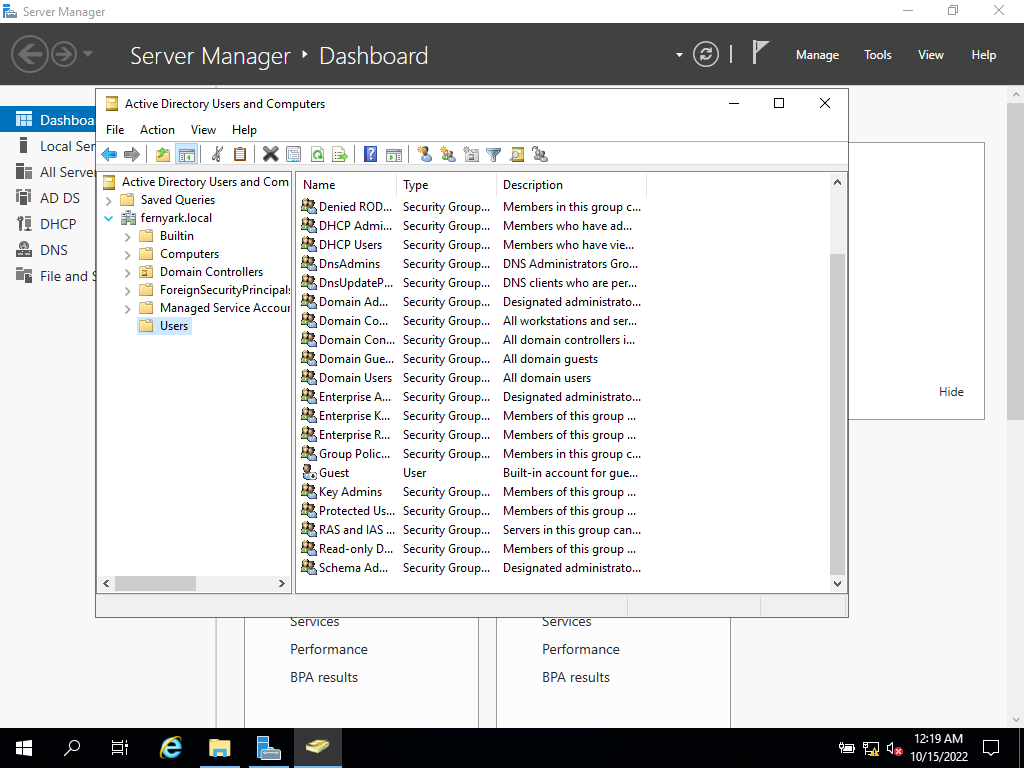 Server Manager
Server Manager • Dashboard
Manage Tools View Help
Dashboa
Local Ser
All Server
AD DS
DHCP
DNS
File and S
Active Directory Users and Computers
File Action View Help
Active Directory Users and Com
Saved Queries
fernyark.local
Builtin
Computers
Domain Controllers
ForeignSecurityPrincipals
Managed Service Accoun
Users
Name Type Description
Denied ROD... Security Group... Members in this group c...
DHCP Admi... Security Group... Members who have ad...
DHCP Users Security Group... Members who have vie...
DnsAdmins Security Group... DNS Administrators Gro...
DnsUpdateP... Security Group... DNS clients who are per...
Domain Ad... Security Group... Designated administrato...
Domain Co... Security Group... All workstations and ser...
Domain Con... Security Group... All domain controllers i...
Domain Gue... Security Group... All domain guests
Domain Users Security Group... All domain users
Enterprise A... Security Group... Designated administrato...
Enterprise K... Security Group... Members of this group ...
Enterprise R... Security Group... Members of this group ...
Group Polic... Security Group... Members in this group c...
Guest User Built-in account for gue...
Key Admins Security Group... Members of this group ...
Protected Us... Security Group... Members of this group ...
RAS and IAS ... Security Group... Servers in this group can...
Read-only D... Security Group... Members of this group ...
Schema Ad... Security Group... Designated administrato...
Hide
Services
Performance
BPA results
Services
Performance
BPA results
12:19 AM
10/15/2022